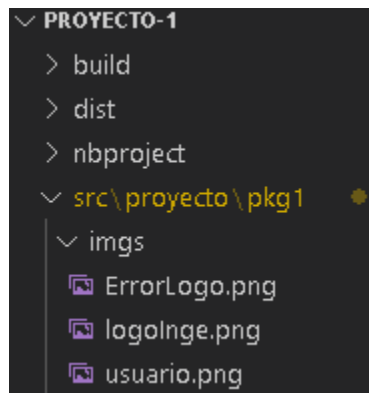 PROYECTO-1
build
dist
nbproject
src\proyecto\pkg1
imgs
ErrorLogo.png
logoInge.png
usuario.png